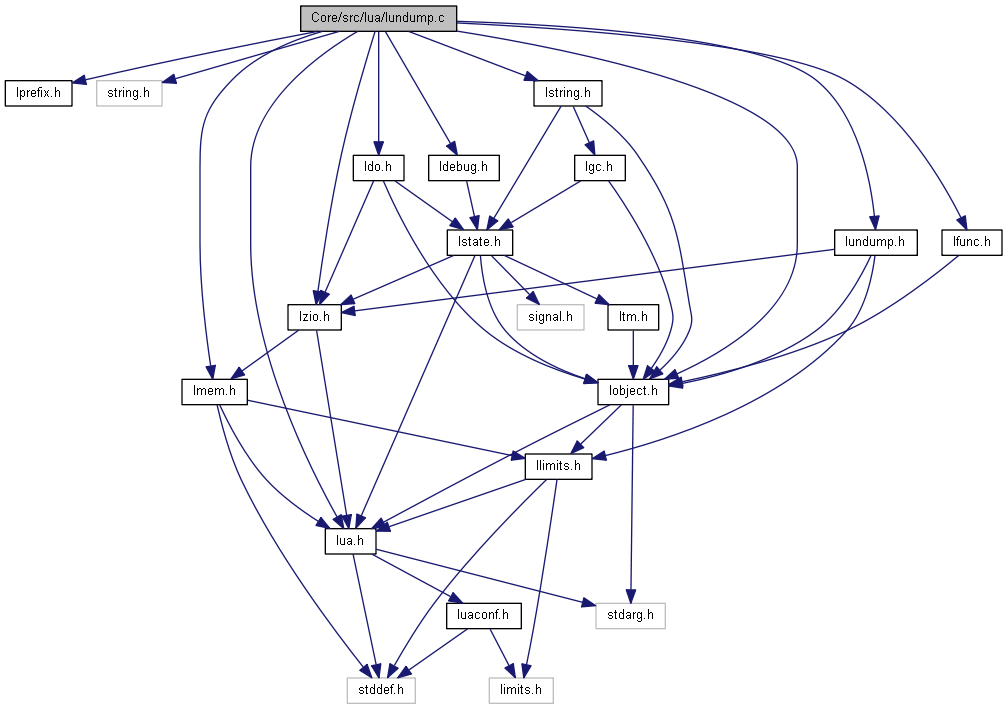 Core/src/lua/lundump.c
lprefix.h
string.h
lstring.h
ldo.h
ldebug.h
lgc.h
lstate.h
lundump.h
lfunc.h
lzio.h
signal.h
ltm.h
lmem.h
lobject.h
llimits.h
lua.h
luaconf.h
stdarg.h
stddef.h
limits.h